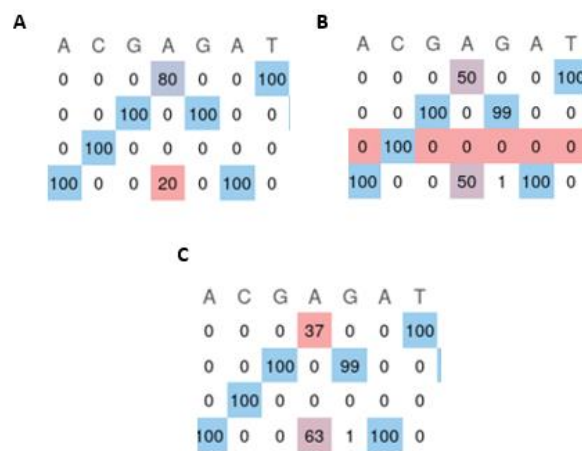 A
A C G A G A T
0 0 0 80 0 0 100
0 0 100 0 100 0 0
0 100 0 0 0 0 0
100 0 0 20 0 100 0
B
A C G A G A T
0 0 0 50 0 0 100
0 0 100 0 99 0 0
0 100 0 0 0 0 0
100 0 0 50 1 100 0
C
A C G A G A T
0 0 0 37 0 0 100
0 0 100 0 99 0 0
0 100 0 0 0 0 0
100 0 0 63 1 100 0